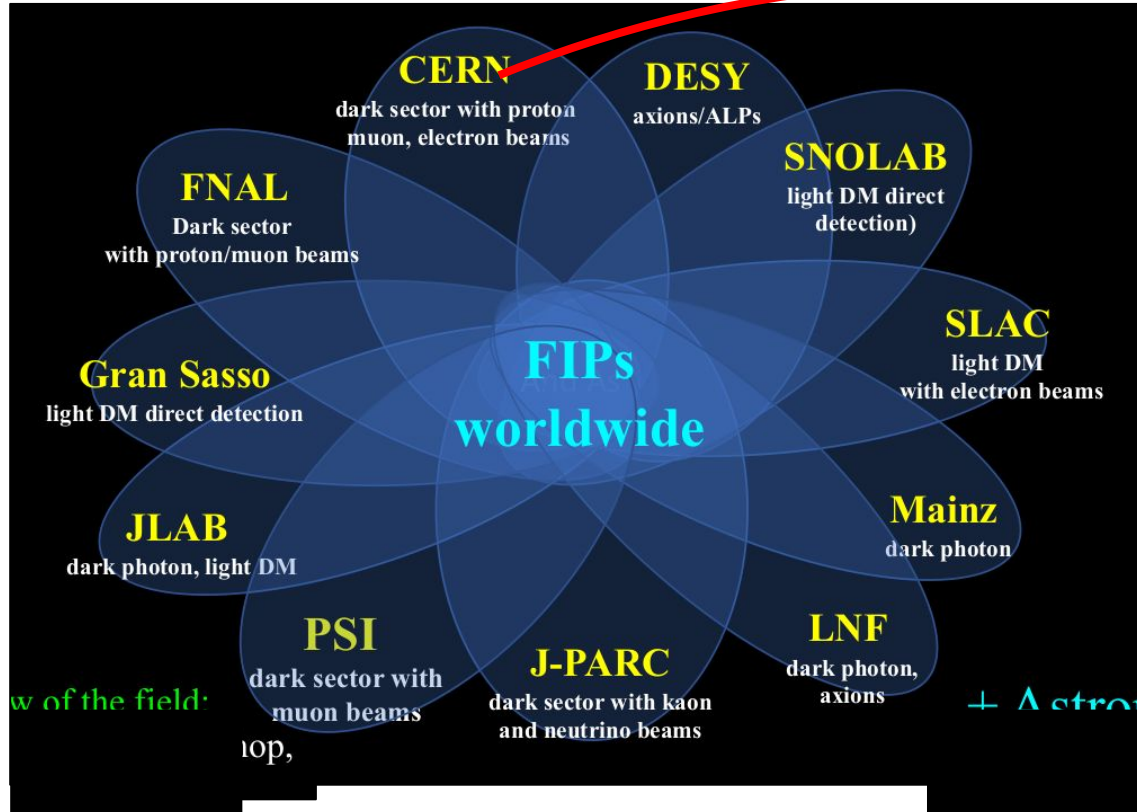 CERN
dark sector with proton
muon, electron beams
DESY
axions/ALPs
SNOLAB
light DM direct
detection)
FNAL
Dark sector
with proton/muon beams
SLAC
light DM
with electron beams
FIPs
worldwide
Gran Sasso
light DM direct detection
Mainz
dark photon
JLAB
dark photon, light DM
LNF
dark photon,
axions
PSI
dark sector with
muon beams
J-PARC
dark sector with kaon
and neutrino beams
w of the field:
+ Astro